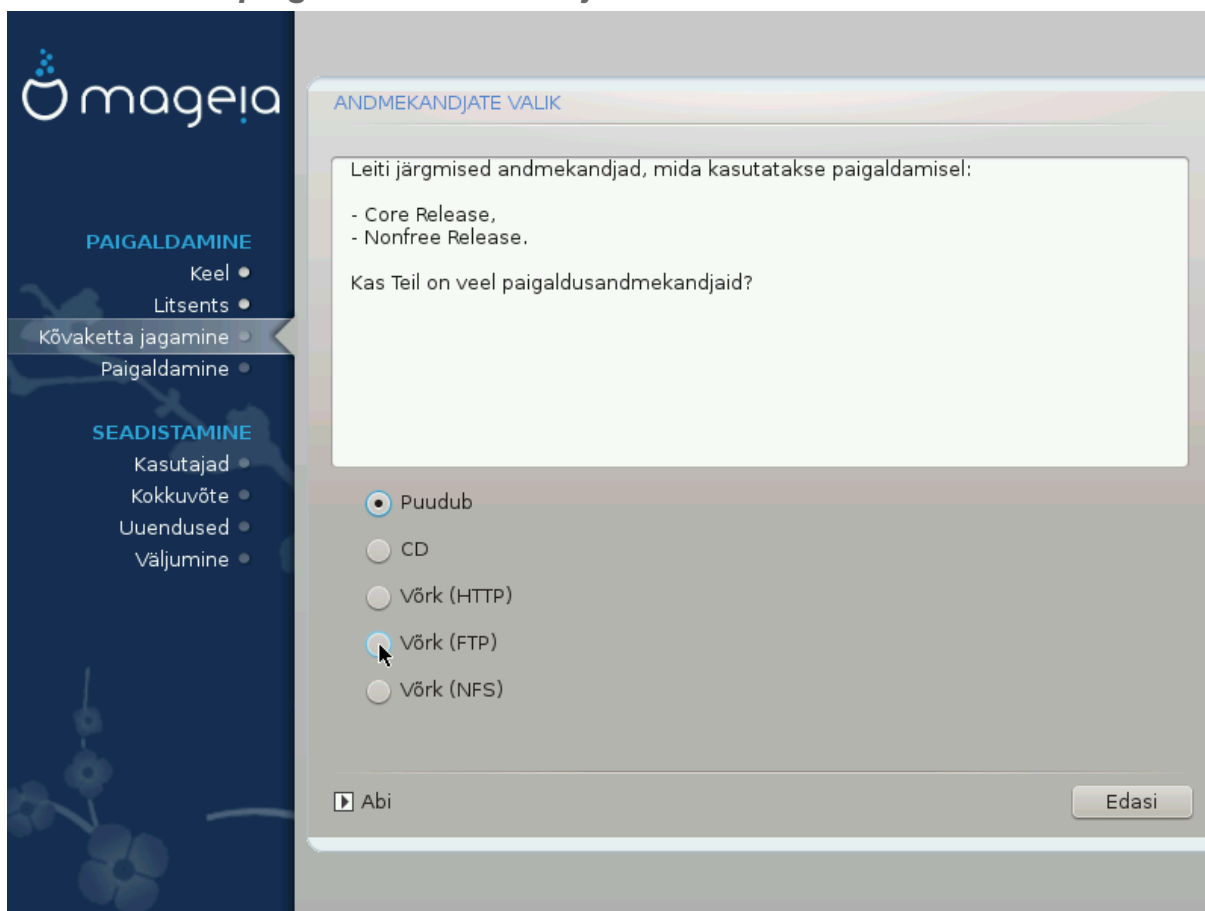 mageia
ANDMEKANDJATE VALIK
Leiti järgmised andmekandjad, mida kasutatakse paigaldamisel:
- Core Release,
- Nonfree Release.
Kas Teil on veel paigaldusandmekandjaid?
PAIGALDAMINE
Keel
Litsents
Kõvaketta jagamine
Paigaldamine
SEADISTAMINE
Kasutajad
Kokkuvõte
Uuendused
Väljumine
Puudub
CD
Võrk (HTTP)
Võrk (FTP)
Võrk (NFS)
Abi
Edasi